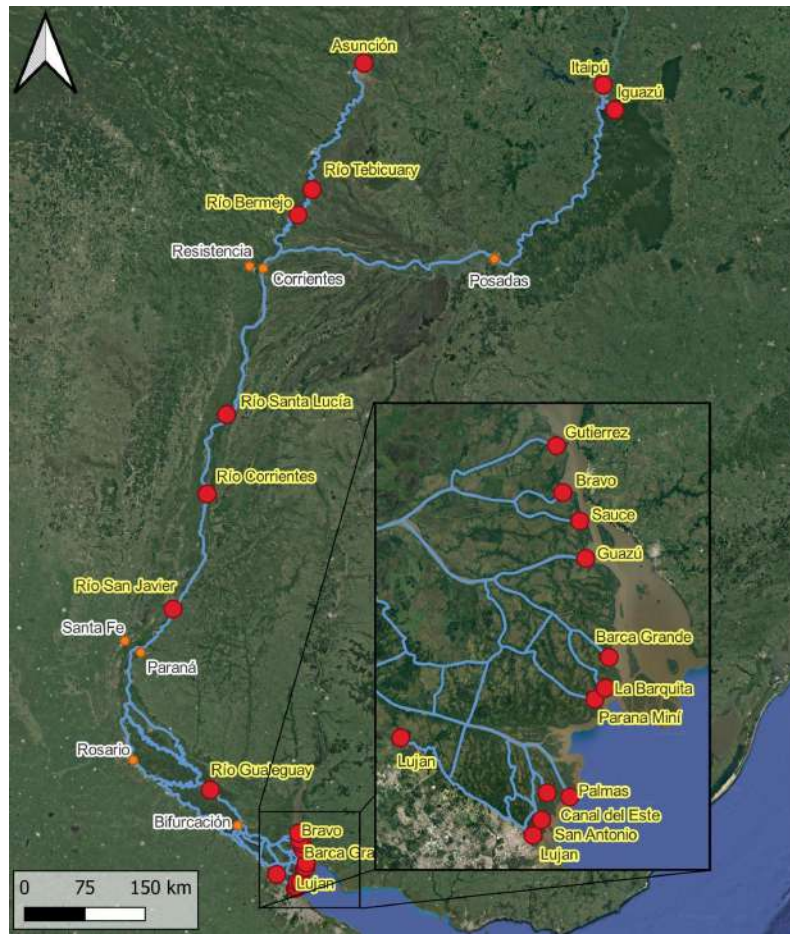 Asunción
Itaipú
Iguazú
Río Tebicuary
Río Bermejo
Resistencia
Corrientes
Posadas
Río Santa Lucía
Gutierrez
Bravo
Río Corrientes
Sauce
Guazú
Río San Javier
Santa Fe
Paraná
Barca Grande
La Barquita
Parana Miní
Lujan
Rosario
Río Gualeguay
Palmas
Canal del Este
San Antonio
Lujan
Bifurcación
Bravo
Barca Gra
Lujan
0 75 150 km